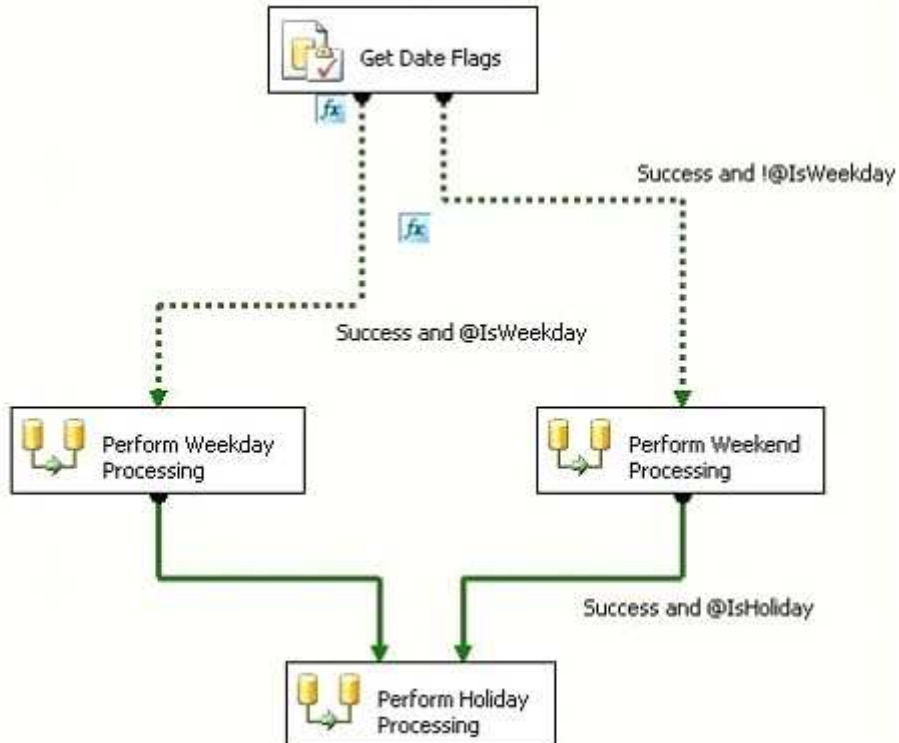 Get Date Flags
fx
Success and !@IsWeekday
fx
Success and @IsWeekday
Perform Weekday
Processing
Perform Weekend
Processing
Success and @IsHoliday
Perform Holiday
Processing